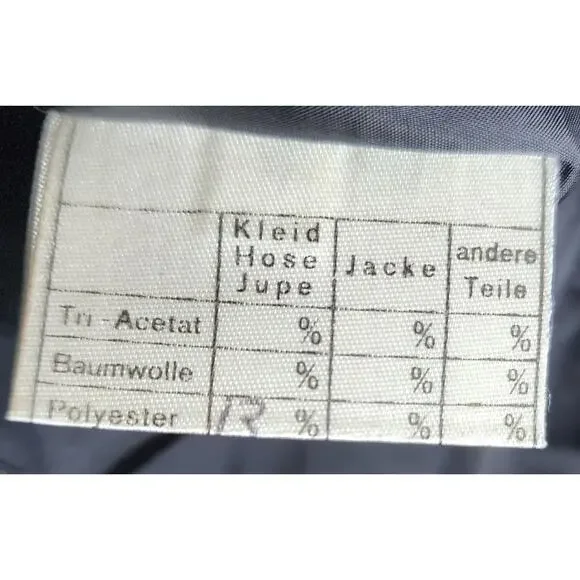 Kleid
Hose
Jupe
Jacke
andere
Teile
Tri-Acetat % % %
Baumwolle % % %
Polyester % % %